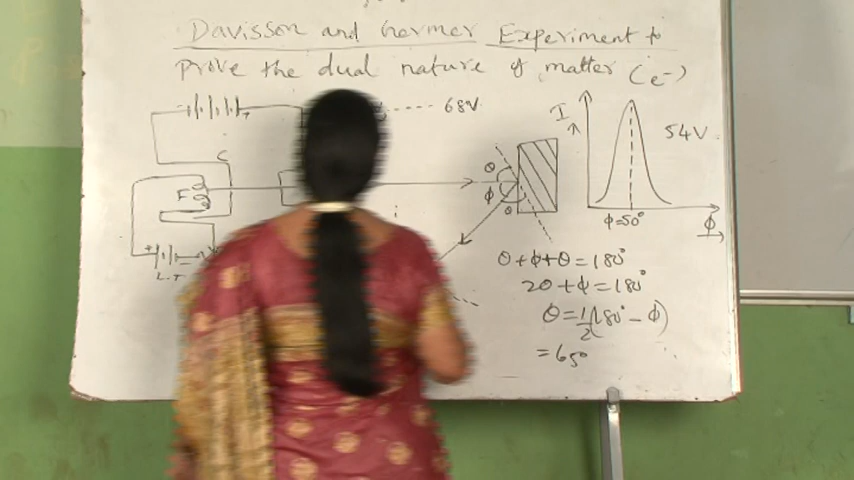 Davisson and Germer Experiment to
prove the dual nature of matter (e-)
68V
I
54V
C
F
θ
φ
θ
φ=50°
φ
L.T
θ+φ+θ=180°
2θ+φ=180°
θ=1/2(180°-φ)
=65°